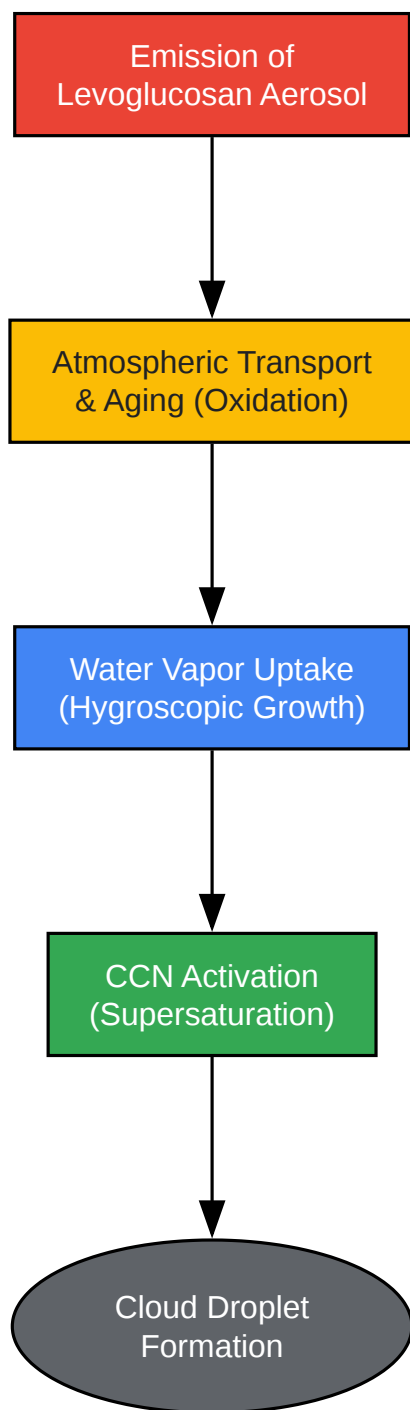 Emission of
Levoglucosan Aerosol
Atmospheric Transport
& Aging (Oxidation)
Water Vapor Uptake
(Hygroscopic Growth)
CCN Activation
(Supersaturation)
Cloud Droplet
Formation